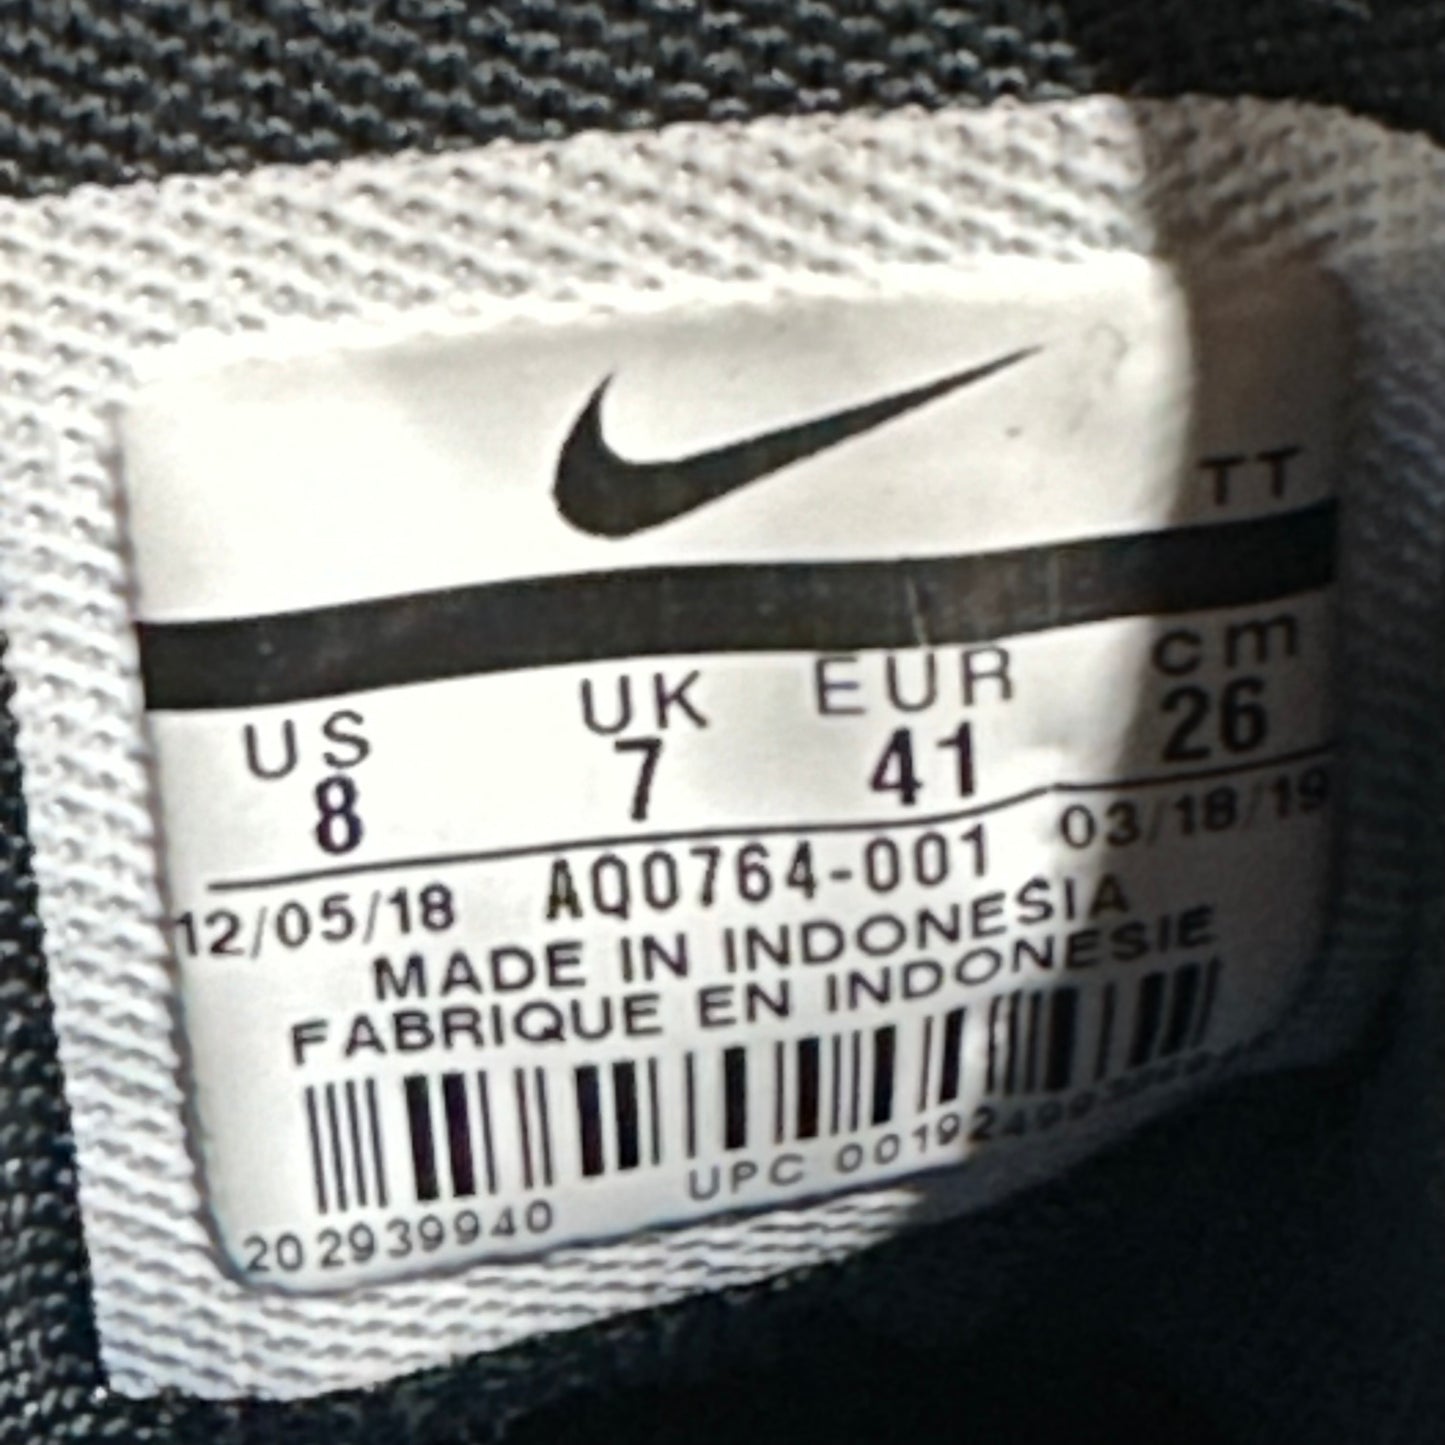 TT
US UK EUR cm
8 7 41 26
12/05/18 AQ0764-001 03/18/19
MADE IN INDONESIA
FABRIQUE EN INDONESIE
UPC
202939940